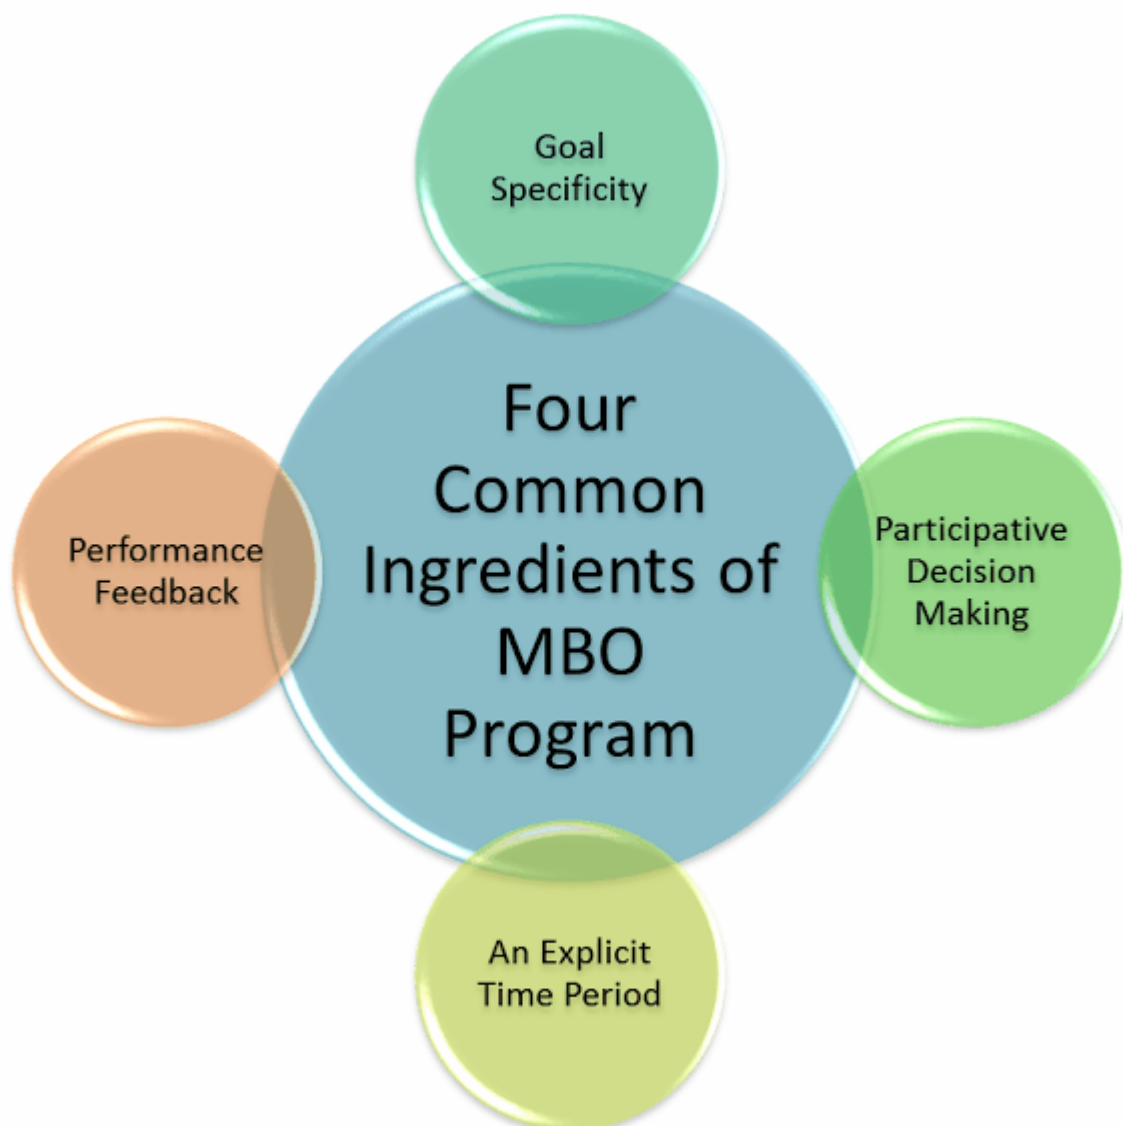 Goal
Specificity
Four
Common
Ingredients of
MBO
Program
Performance
Feedback
Participative
Decision
Making
An Explicit
Time Period